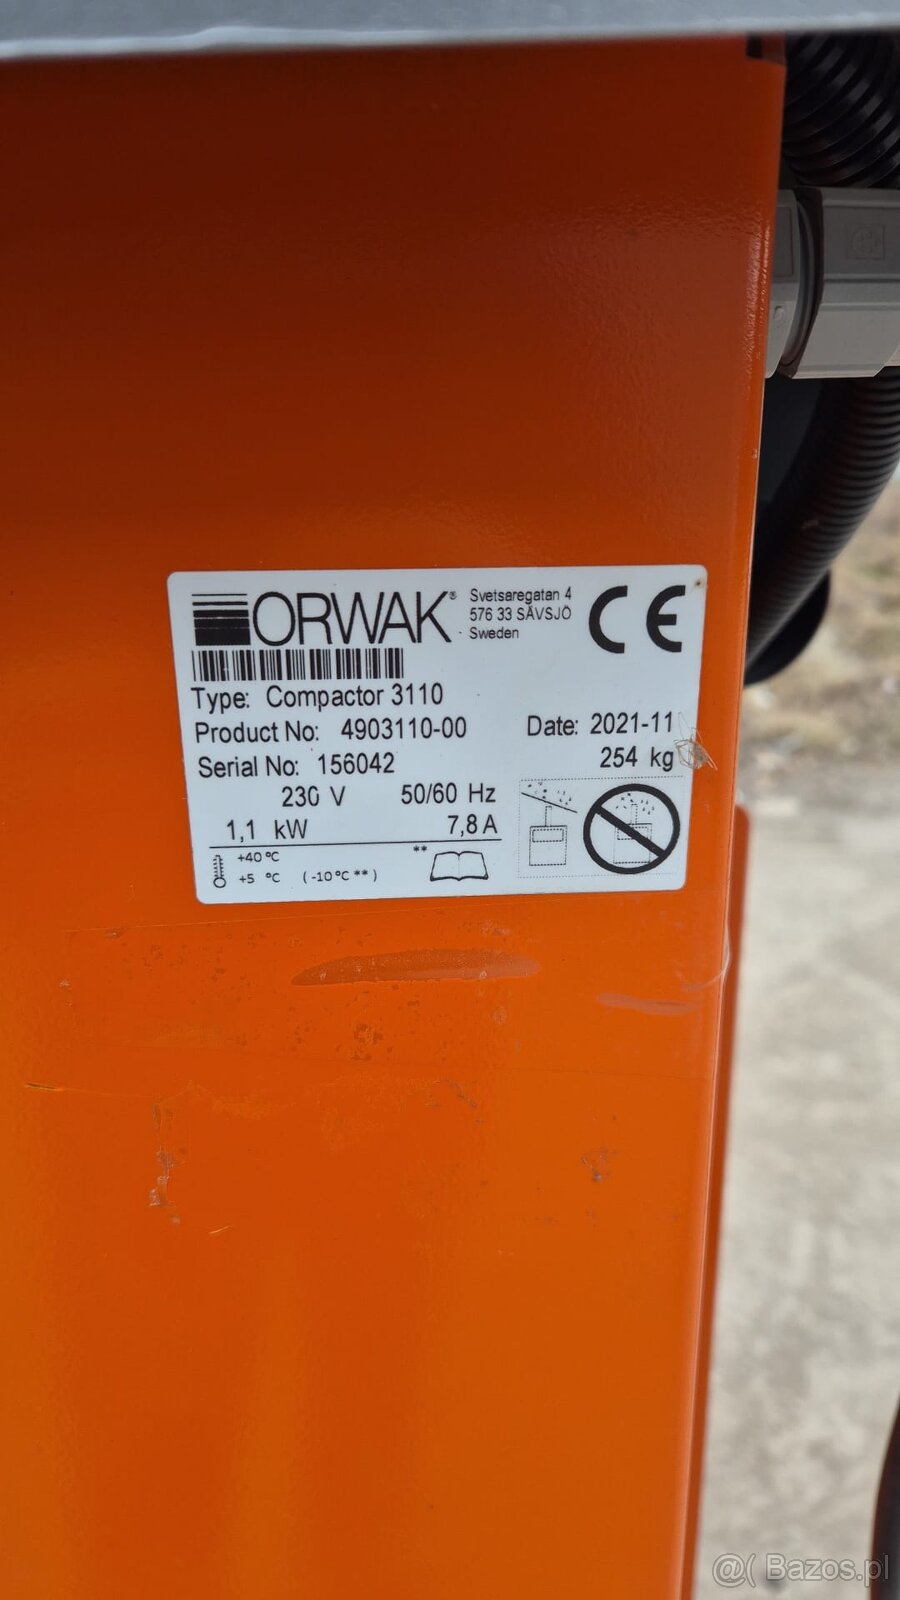 ORWAK®
Svetsaregatan 4
576 33 SÄVSJÖ
Sweden
CE
Type: Compactor 3110
Product No: 4903110-00
Date: 2021-11
Serial No: 156042
254 kg
230 V 50/60 Hz
1,1 kW 7,8 A
+40 °C
+5 °C (-10 °C **)
**
@( Bazos.pl